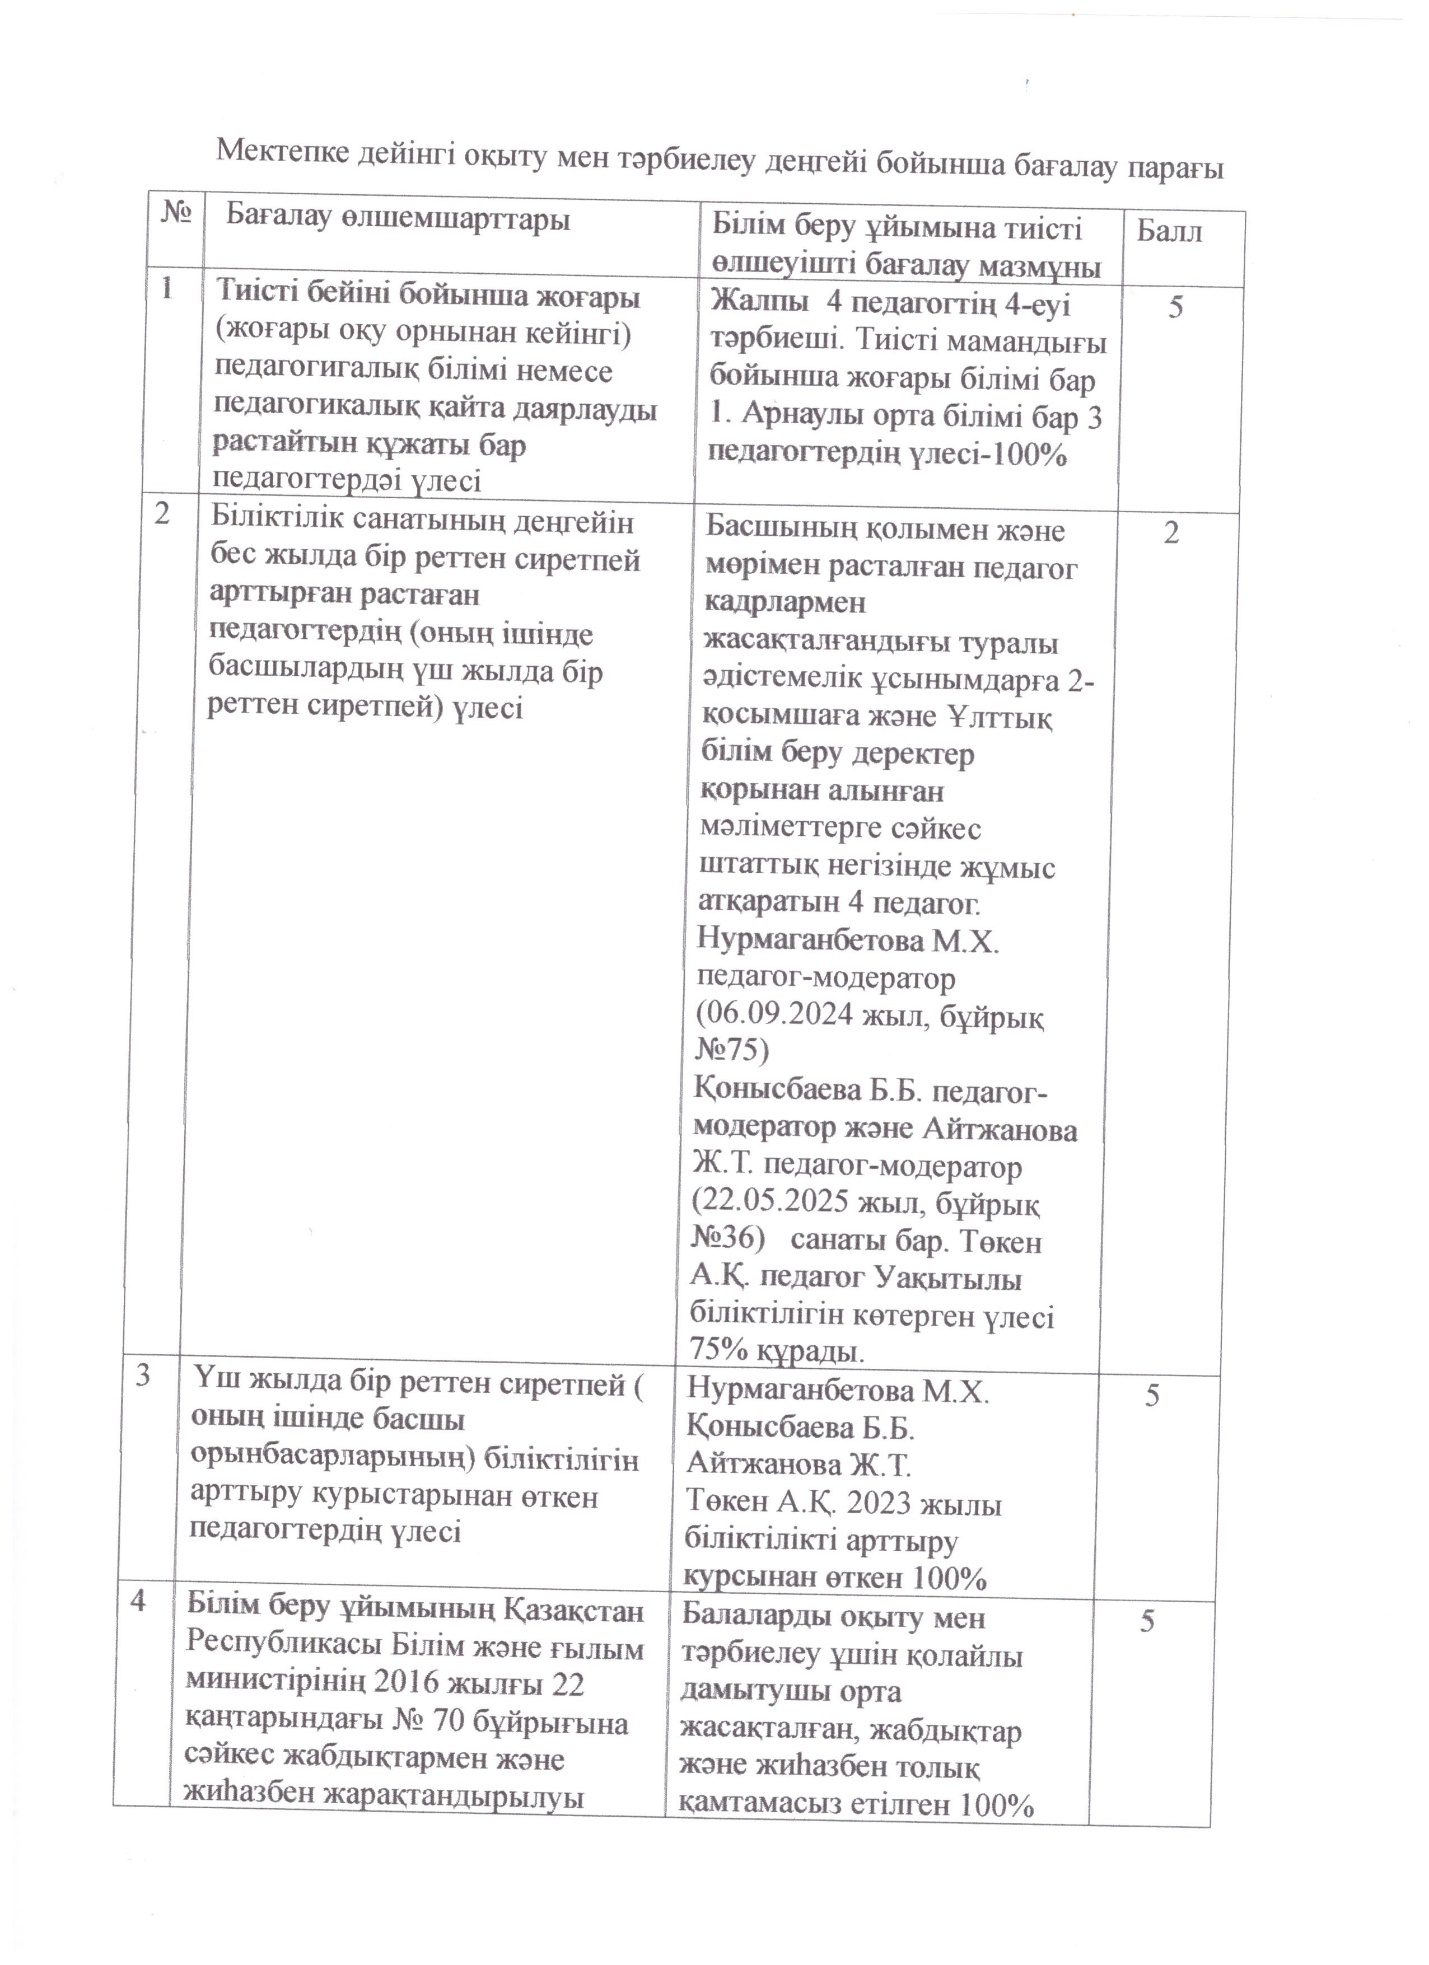 Мектепке дейінгі оқыту мен тәрбиелеу деңгейі бойынша бағалау парағы
№
Бағалау өлшемшарттары
Білім беру ұйымына тиісті
өлшеуішті бағалау мазмұны
Балл
1
Тиісті бейіні бойынша жоғары
(жоғары оқу орнынан кейінгі)
педагогигалық білімі немесе
педагогикалық қайта даярлауды
растайтын құжаты бар
педагогтердәі үлесі
Жалпы 4 педагогтің 4-еуі
тәрбиеші. Тиісті мамандығы
бойынша жоғары білімі бар
1. Арнаулы орта білімі бар 3
педагогтердің үлесі-100%
5
2
Біліктілік санатының деңгейін
бес жылда бір реттен сиретпей
арттырған растаған
педагогтердің (оның ішінде
басшылардың үш жылда бір
реттен сиретпей) үлесі
Басшының қолымен және
мөрімен расталған педагог
кадрлармен
жасақталғандығы туралы
әдістемелік ұсынымдарға 2-
қосымшаға және Ұлттық
білім беру деректер
қорынан алынған
мәліметтерге сәйкес
штаттық негізінде жұмыс
атқаратын 4 педагог.
Нурмаганбетова М.Х.
педагог-модератор
(06.09.2024 жыл, бұйрық
№75)
Қонысбаева Б.Б. педагог-
модератор және Айтжанова
Ж.Т. педагог-модератор
(22.05.2025 жыл, бұйрық
№36) санаты бар. Төкен
А.Қ. педагог Уақытылы
біліктілігін көтерген үлесі
75% құрады.
2
3
Үш жылда бір реттен сиретпей (
оның ішінде басшы
орынбасарларының) біліктілігін
арттыру курыстарынан өткен
педагогтердің үлесі
Нурмаганбетова М.Х.
Қонысбаева Б.Б.
Айтжанова Ж.Т.
Төкен А.Қ. 2023 жылы
біліктілікті арттыру
курсынан өткен 100%
5
4
Білім беру ұйымының Қазақстан
Республикасы Білім және ғылым
министірінің 2016 жылғы 22
қаңтарындағы № 70 бұйрығына
сәйкес жабдықтармен және
жиһазбен жарақтандырылуы
Балаларды оқыту мен
тәрбиелеу үшін қолайлы
дамытушы орта
жасақталған, жабдықтар
және жиһазбен толық
қамтамасыз етілген 100%
5